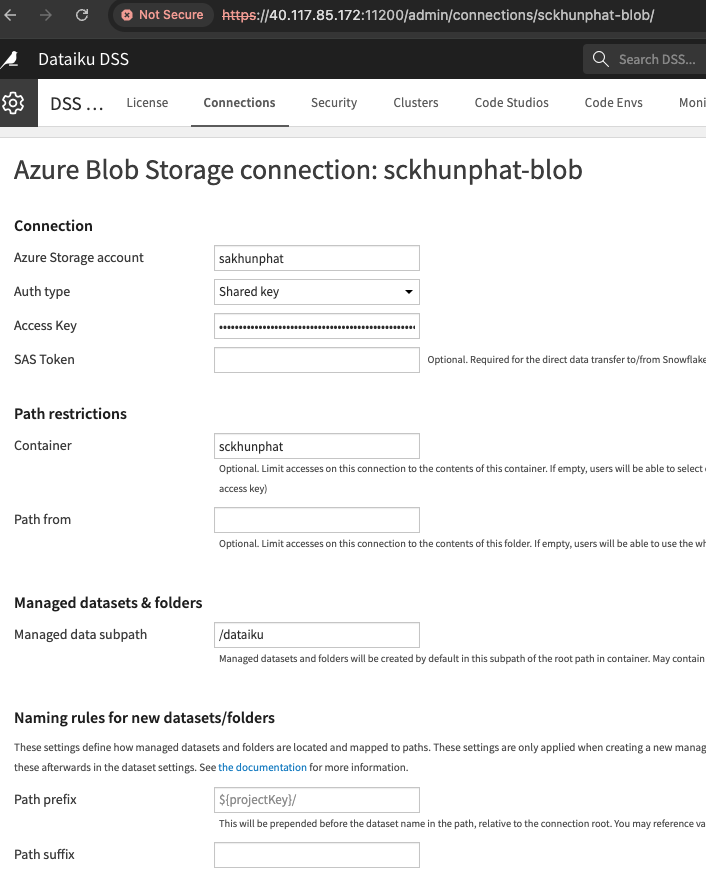 Not Secure https://40.117.85.172:11200/admin/connections/sckhunphat-blob/
Dataiku DSS Search DSS...
DSS ... License Connections Security Clusters Code Studios Code Envs Moni
Azure Blob Storage connection: sckhunphat-blob
Connection
Azure Storage account sakhunphat
Auth type Shared key
Access Key
SAS Token Optional. Required for the direct data transfer to/from Snowflake
Path restrictions
Container sckhunphat
Optional. Limit accesses on this connection to the contents of this container. If empty, users will be able to select
access key)
Path from
Optional. Limit accesses on this connection to the contents of this folder. If empty, users will be able to use the wh
Managed datasets & folders
Managed data subpath /dataiku
Managed datasets and folders will be created by default in this subpath of the root path in container. May contain
Naming rules for new datasets/folders
These settings define how managed datasets and folders are located and mapped to paths. These settings are only applied when creating a new manag
these afterwards in the dataset settings. See the documentation for more information.
Path prefix ${projectKey}/
This will be prepended before the dataset name in the path, relative to the connection root. You may reference va
Path suffix